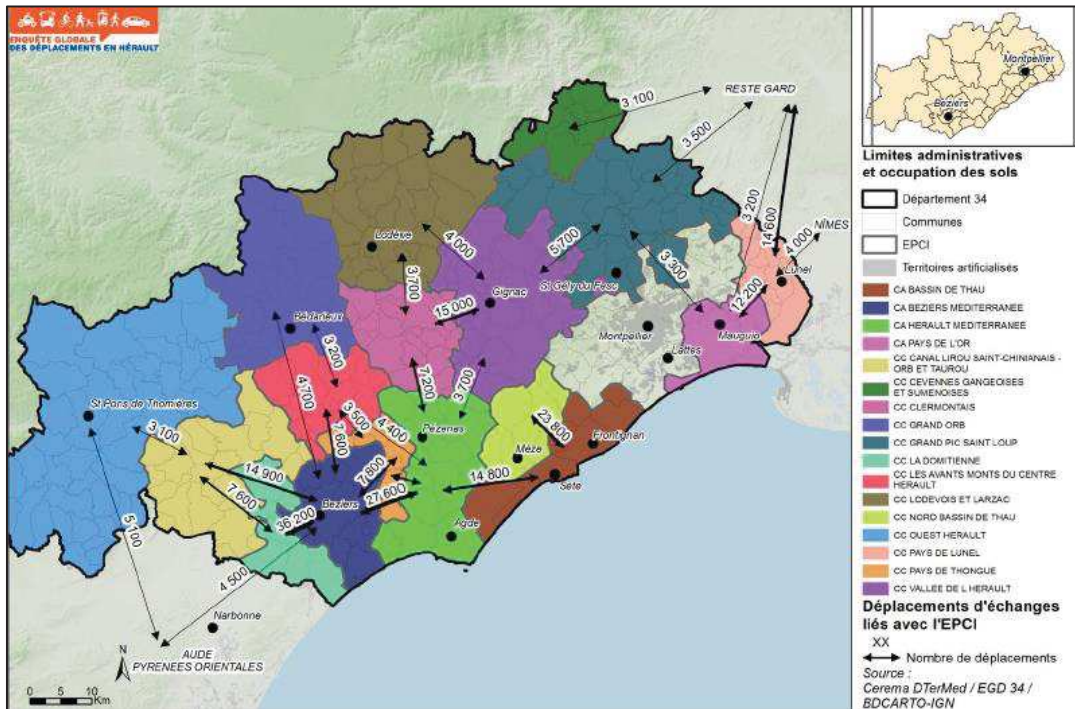 ENQUÊTE GLOBALE
DES DÉPLACEMENTS EN HÉRAULT
3 100
RESTE GARD
3 500
3 200
14 600
NÎMES
4 000
Lunel
12 200
Lodève
4 000
5 700
3 300
3 700
Gignac
St Gély du Fesc
15 000
Montpellier
Mauguio
Lattes
Bédarieux
3 200
4 700
7 200
3 700
St Pons de Thomières
3 100
3 500
4 400
7 600
Pézenas
23 800
Frontignan
Mèze
14 900
7 800
14 800
Sète
7 600
27 600
Béziers
36 200
Agde
5 100
4 500
Narbonne
AUDE
PYRENEES ORIENTALES
N
0 5 10
Km
Montpellier
Béziers
Limites administratives
et occupation des sols
Département 34
Communes
EPCI
Territoires artificialisés
CA BASSIN DE THAU
CA BEZIERS MEDITERRANEE
CA HERAULT MEDITERRANEE
CA PAYS DE L'OR
CC CANAL LIROU SAINT-CHINIANAIS -
ORB ET TAUROU
CC CEVENNES GANGEOISES
ET SUMENOISES
CC CLERMONTAIS
CC GRAND ORB
CC GRAND PIC SAINT LOUP
CC LA DOMITIENNE
CC LES AVANTS MONTS DU CENTRE
HERAULT
CC LODEVOIS ET LARZAC
CC NORD BASSIN DE THAU
CC OUEST HERAULT
CC PAYS DE LUNEL
CC PAYS DE THONGUE
CC VALLEE DE L HERAULT
Déplacements d'échanges
liés avec l'EPCI
XX
Nombre de déplacements
Source :
Cerema DTerMed / EGD 34 /
BDCARTO-IGN